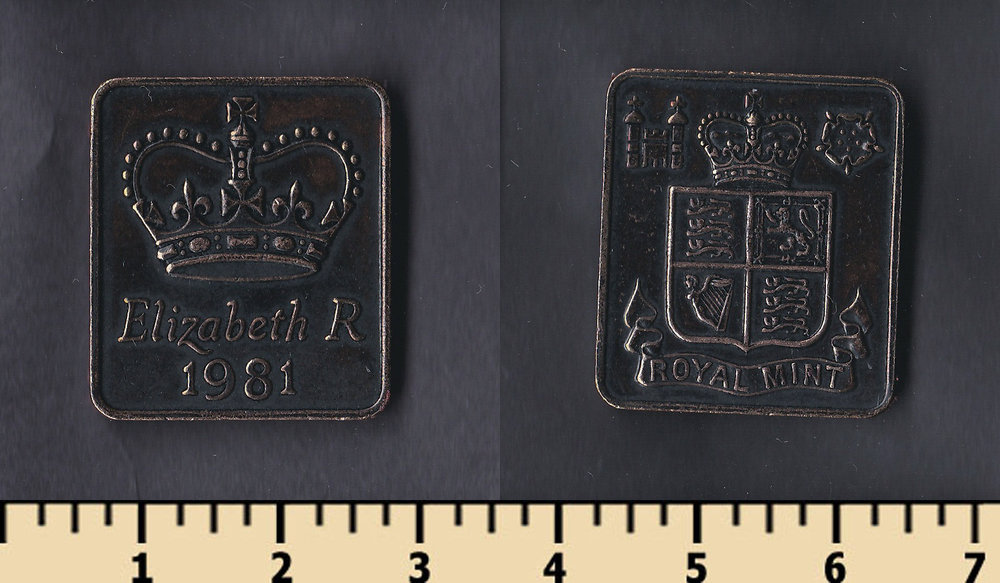 Elizabeth R
1981
ROYAL MINT
1 2 3 4 5 6 7